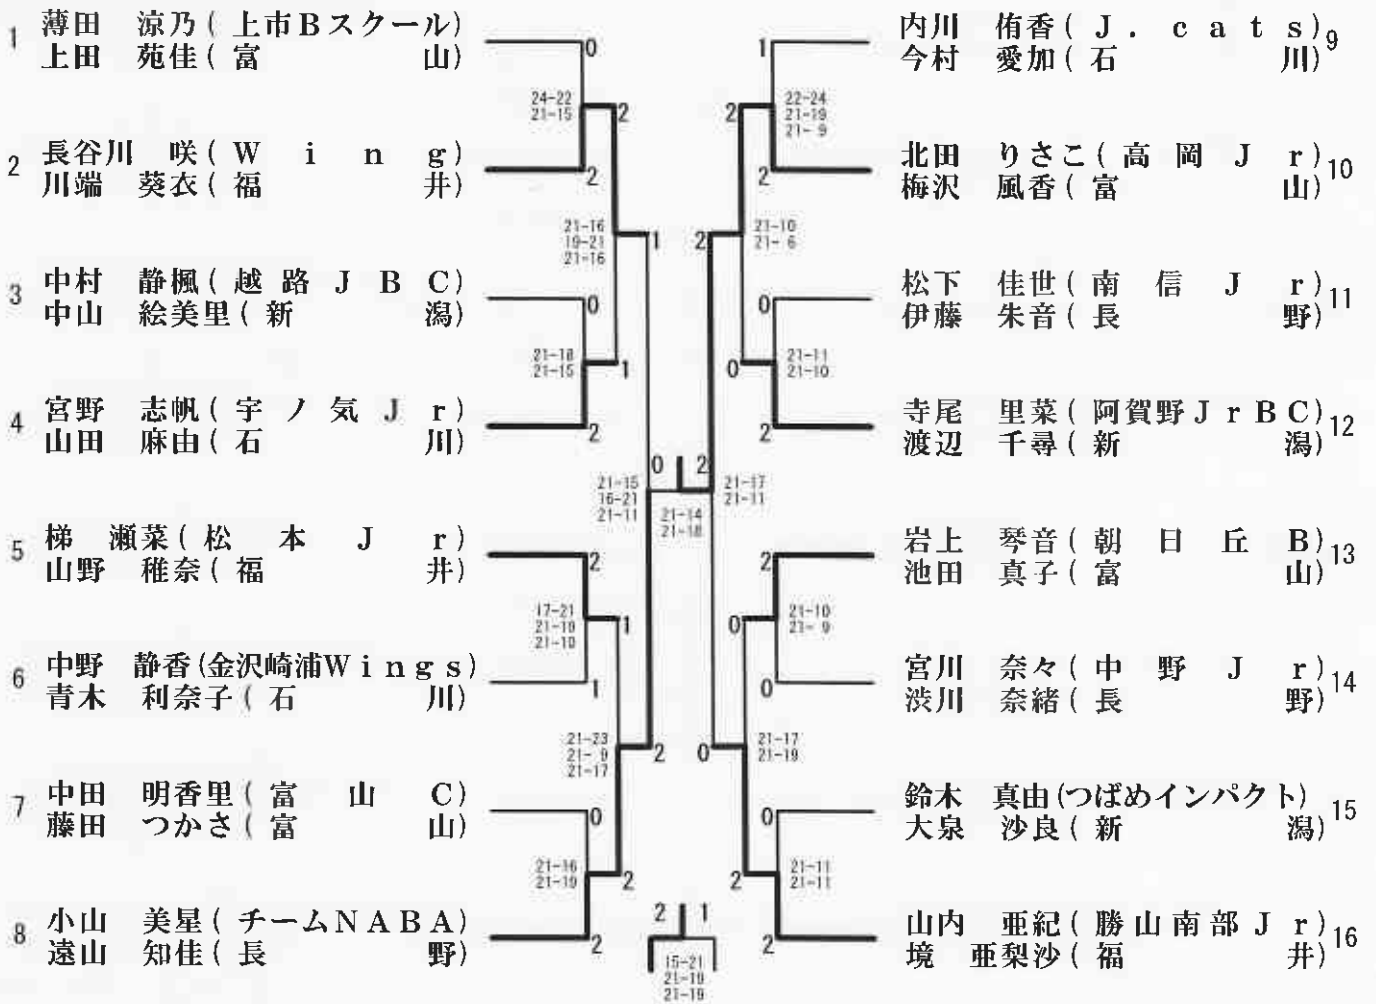 1
薄田 涼乃(上市Bスクール)
上田 苑佳(富 山)
2
長谷川 咲(W i n g)
川端 葵衣(福 井)
3
中村 静楓(越路JBC)
中山 絵美里(新 潟)
4
宮野 志帆(宇ノ気Jr)
山田 麻由(石 川)
5
梯 瀬菜(松 本 J r)
山野 稚奈(福 井)
6
中野 静香(金沢崎浦Wings)
青木 利奈子(石 川)
7
中田 明香里(富 山 C)
藤田 つかさ(富 山)
8
小山 美星(チームNABA)
遠山 知佳(長 野)
0
24-22
21-15
2
2
21-16
19-21
21-16
1
0
21-18
21-15
1
2
21-15
16-21
21-11
0
2
2
17-21
21-19
21-10
1
1
21-23
21-9
21-17
2
0
21-16
21-19
2
2
21-14
21-18
2 1
15-21
21-19
21-19
1
22-24
21-19
21-9
2
2
21-10
21-6
2
0
21-11
21-10
0
2
21-17
21-11
2
21-10
21-9
0
0
21-17
21-19
0
0
21-11
21-11
2
2
内川 侑香(J. cats)
今村 愛加(石 川)
9
北田 りさこ(高岡Jr)
梅沢 風香(富 山)
10
松下 佳世(南信Jr)
伊藤 朱音(長 野)
11
寺尾 里菜(阿賀野JrBC)
渡辺 千尋(新 潟)
12
岩上 琴音(朝日丘B)
池田 真子(富 山)
13
宮川 奈々(中野Jr)
渋川 奈緒(長 野)
14
鈴木 真由(つばめインパクト)
大泉 沙良(新 潟)
15
山内 亜紀(勝山南部Jr)
境 亜梨沙(福 井)
16